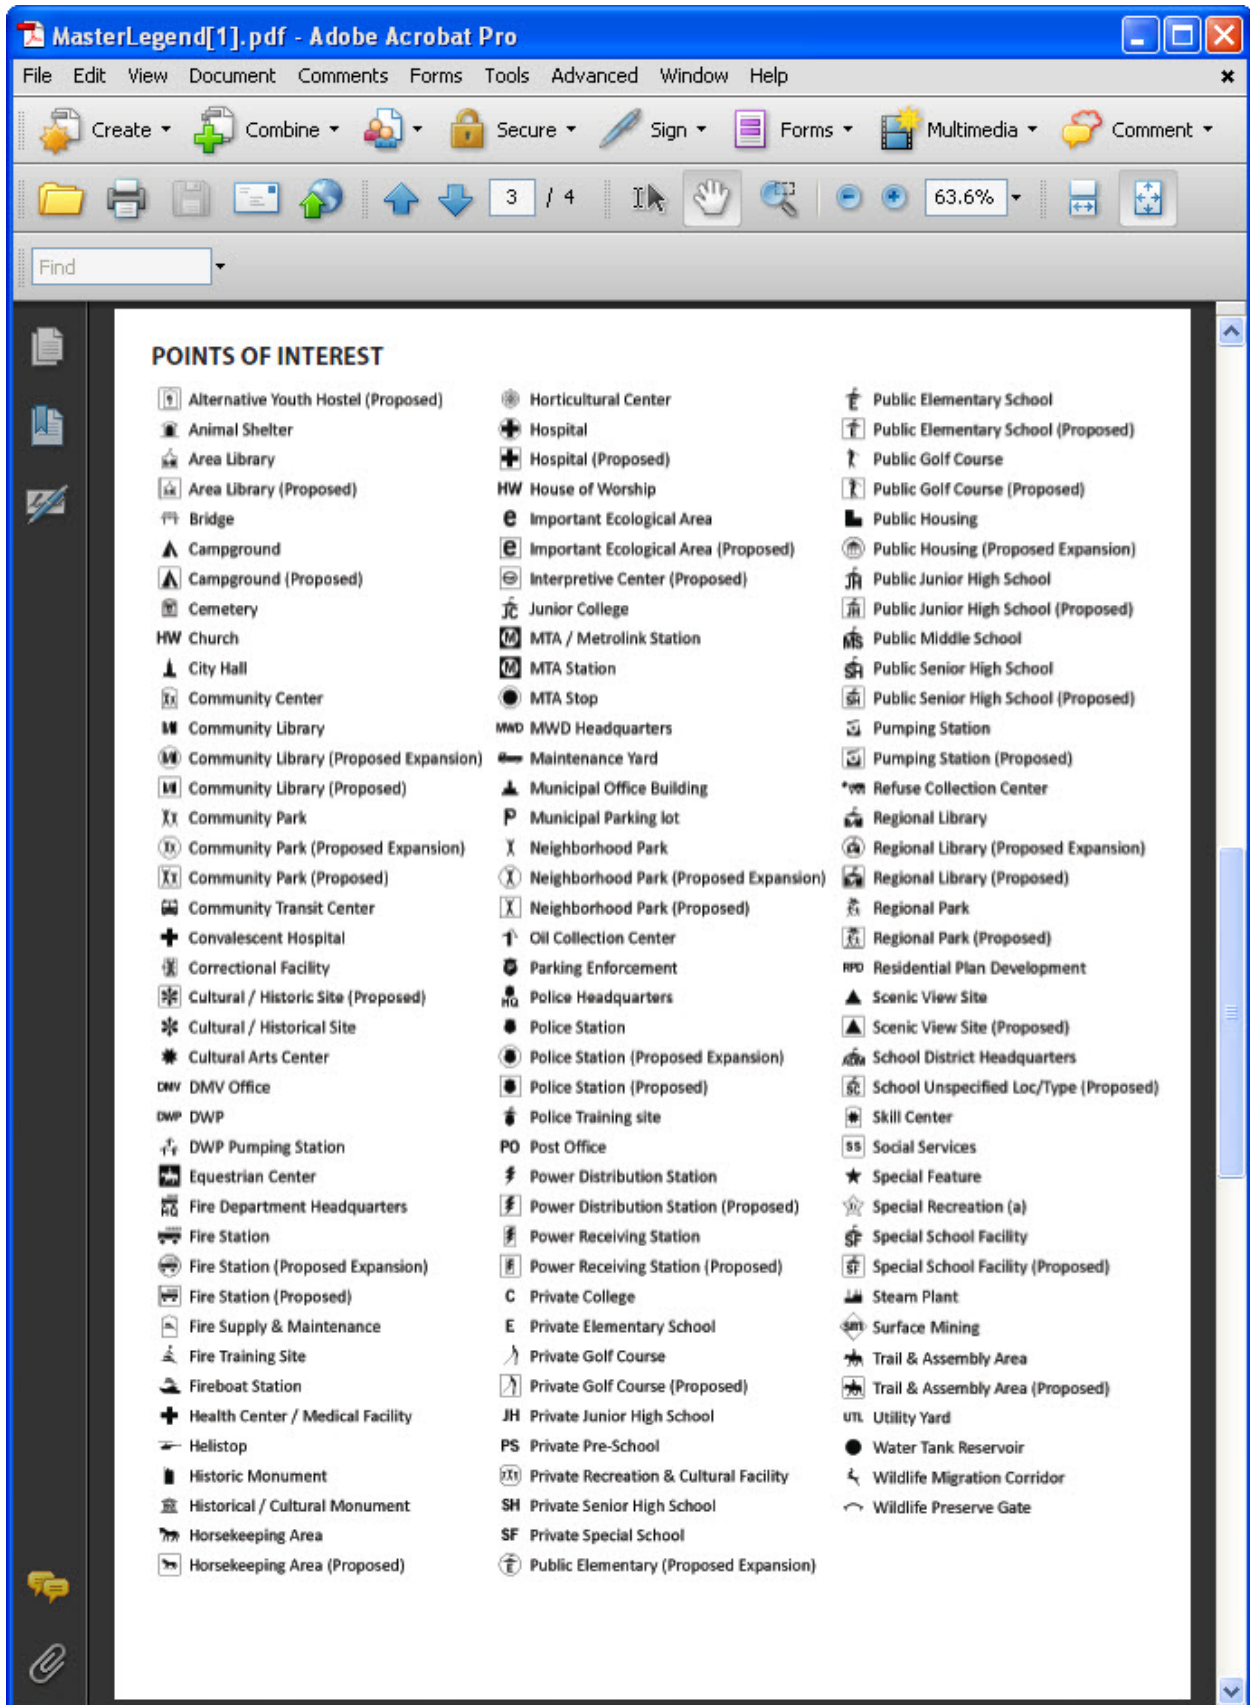 MasterLegend[1].pdf - Adobe Acrobat Pro
File Edit View Document Comments Forms Tools Advanced Window Help
Create Combine Secure Sign Forms Multimedia Comment
3 / 4 63.6%
Find
POINTS OF INTEREST
Alternative Youth Hostel (Proposed)
Animal Shelter
Area Library
Area Library (Proposed)
Bridge
Campground
Campground (Proposed)
Cemetery
HW Church
City Hall
Community Center
Community Library
Community Library (Proposed Expansion)
Community Library (Proposed)
Community Park
Community Park (Proposed Expansion)
Community Park (Proposed)
Community Transit Center
Convalescent Hospital
Correctional Facility
Cultural / Historic Site (Proposed)
Cultural / Historical Site
Cultural Arts Center
DMV DMV Office
DWP DWP
DWP Pumping Station
Equestrian Center
HQ Fire Department Headquarters
Fire Station
Fire Station (Proposed Expansion)
Fire Station (Proposed)
Fire Supply & Maintenance
Fire Training Site
Fireboat Station
Health Center / Medical Facility
Helistop
Historic Monument
Historical / Cultural Monument
Horsekeeping Area
Horsekeeping Area (Proposed)
Horticultural Center
Hospital
Hospital (Proposed)
HW House of Worship
e Important Ecological Area
e Important Ecological Area (Proposed)
Interpretive Center (Proposed)
JC Junior College
M MTA / Metrolink Station
M MTA Station
MTA Stop
MWD MWD Headquarters
Maintenance Yard
Municipal Office Building
P Municipal Parking lot
Neighborhood Park
Neighborhood Park (Proposed Expansion)
Neighborhood Park (Proposed)
Oil Collection Center
Parking Enforcement
HQ Police Headquarters
Police Station
Police Station (Proposed Expansion)
Police Station (Proposed)
Police Training site
PO Post Office
Power Distribution Station
Power Distribution Station (Proposed)
Power Receiving Station
Power Receiving Station (Proposed)
C Private College
E Private Elementary School
Private Golf Course
Private Golf Course (Proposed)
JH Private Junior High School
PS Private Pre-School
Private Recreation & Cultural Facility
SH Private Senior High School
SF Private Special School
E Public Elementary (Proposed Expansion)
E Public Elementary School
E Public Elementary School (Proposed)
Public Golf Course
Public Golf Course (Proposed)
Public Housing
Public Housing (Proposed Expansion)
JR Public Junior High School
JR Public Junior High School (Proposed)
MS Public Middle School
SH Public Senior High School
SH Public Senior High School (Proposed)
Pumping Station
Pumping Station (Proposed)
Refuse Collection Center
Regional Library
Regional Library (Proposed Expansion)
Regional Library (Proposed)
Regional Park
Regional Park (Proposed)
RPD Residential Plan Development
Scenic View Site
Scenic View Site (Proposed)
ADM School District Headquarters
SC School Unspecified Loc/Type (Proposed)
Skill Center
SS Social Services
Special Feature
Special Recreation (a)
SF Special School Facility
SF Special School Facility (Proposed)
Steam Plant
sm Surface Mining
Trail & Assembly Area
Trail & Assembly Area (Proposed)
UTL Utility Yard
Water Tank Reservoir
Wildlife Migration Corridor
Wildlife Preserve Gate